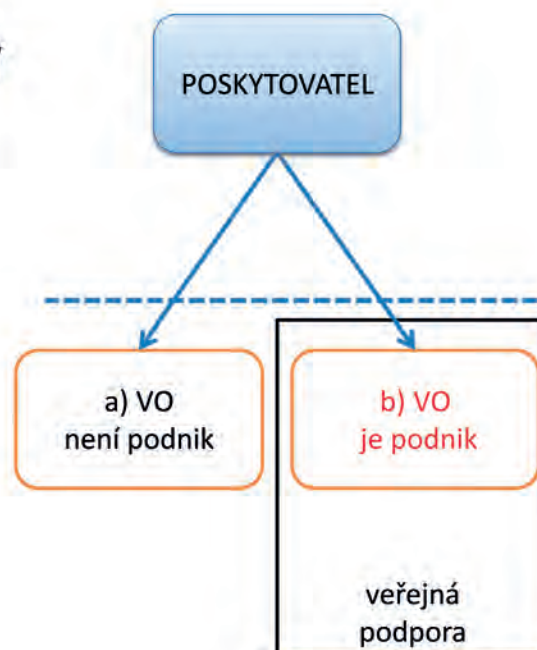 POSKYTOVATEL
a) VO
není podnik
b) VO
je podnik
veřejná
podpora